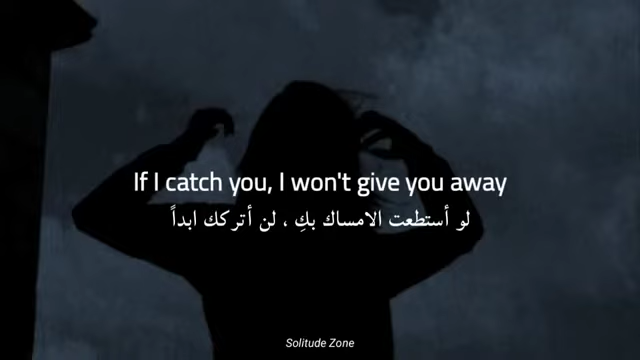 If I catch you, I won't give you away
لو أستطعت الامساك بكِ ، لن أتركك ابداً
Solitude Zone